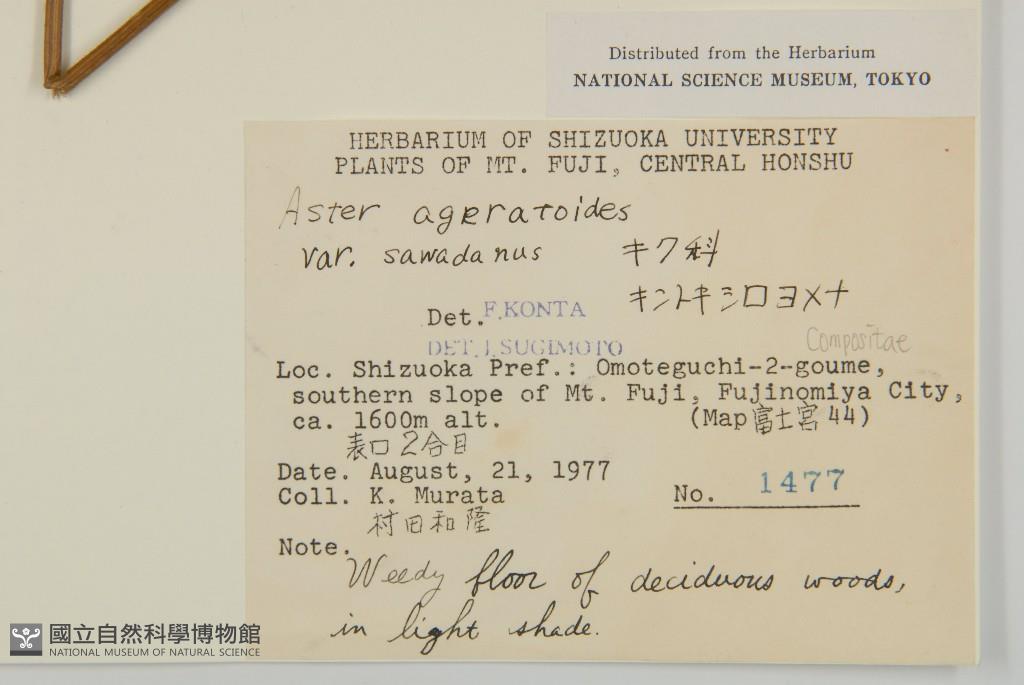 Distributed from the Herbarium
NATIONAL SCIENCE MUSEUM, TOKYO
HERBARIUM OF SHIZUOKA UNIVERSITY
PLANTS OF MT. FUJI, CENTRAL HONSHU
Aster ageratoides
var. sawadanus キク科
キントキシロヨメナ
Det. F. KONTA
DET. J. SUGIMOTO
Compositae
Loc. Shizuoka Pref.: Omoteguchi-2-goume,
southern slope of Mt. Fuji, Fujinomiya City,
ca. 1600m alt. (Map 富士宮 44)
表口 2合目
Date. August, 21, 1977
Coll. K. Murata No. 1477
村田和隆
Note.
Weedy floor of deciduous woods,
in light shade.
國立自然科學博物館
NATIONAL MUSEUM OF NATURAL SCIENCE